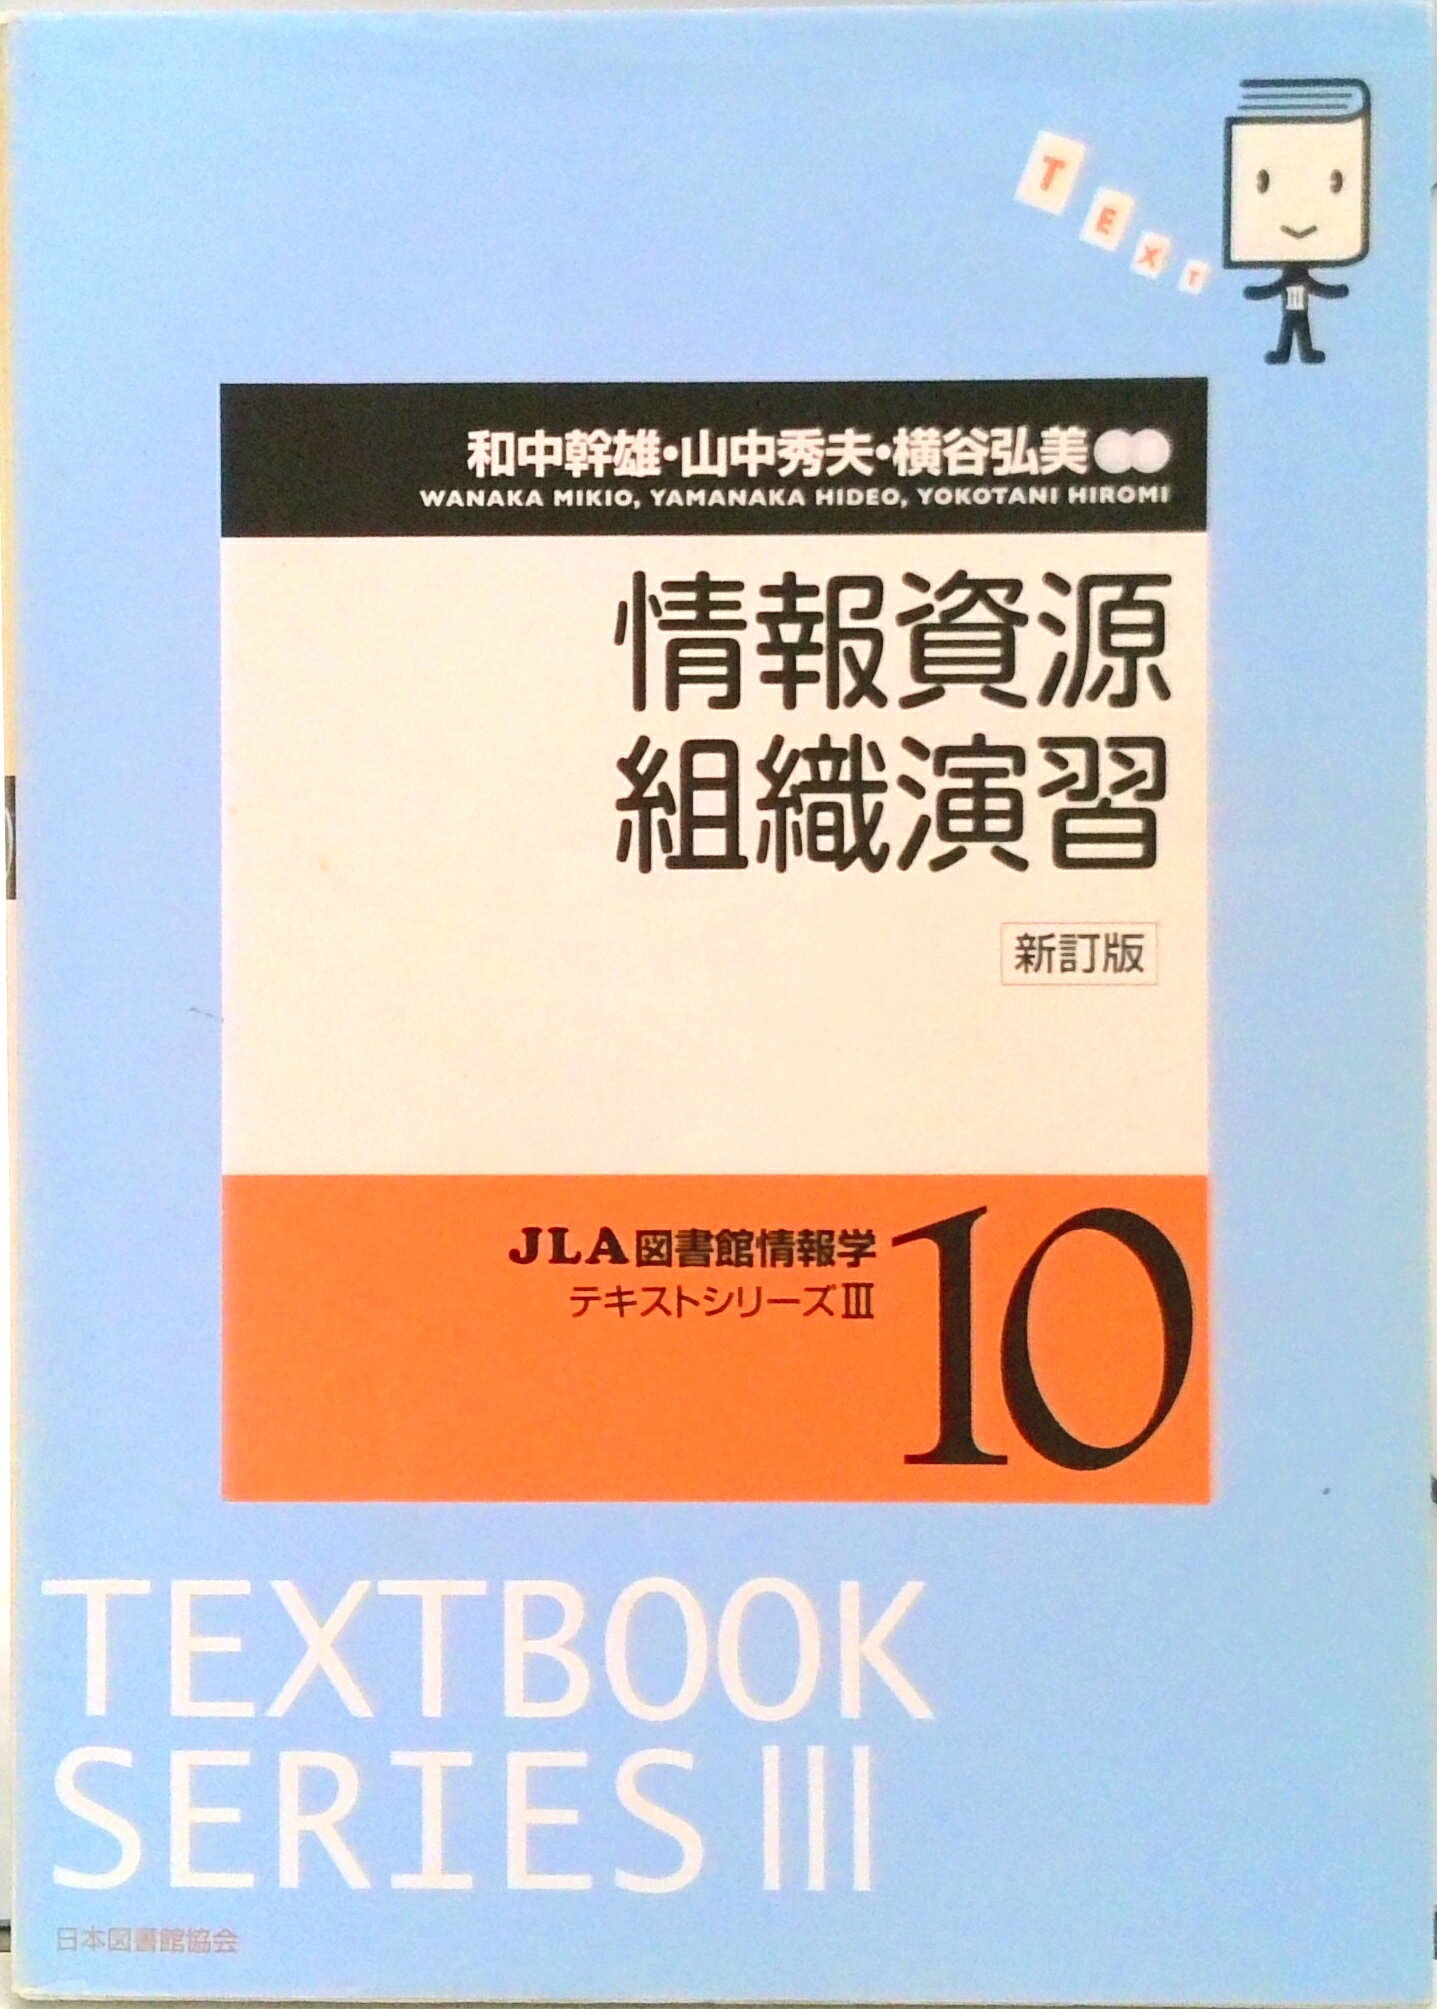 TEXT
III
和中幹雄・山中秀夫・横谷弘美
WANAKA MIKIO, YAMANAKA HIDEO, YOKOTANI HIROMI
情報資源
組織演習
新訂版
JLA図書館情報学
テキストシリーズIII
10
TEXTBOOK
SERIES III
日本図書館協会